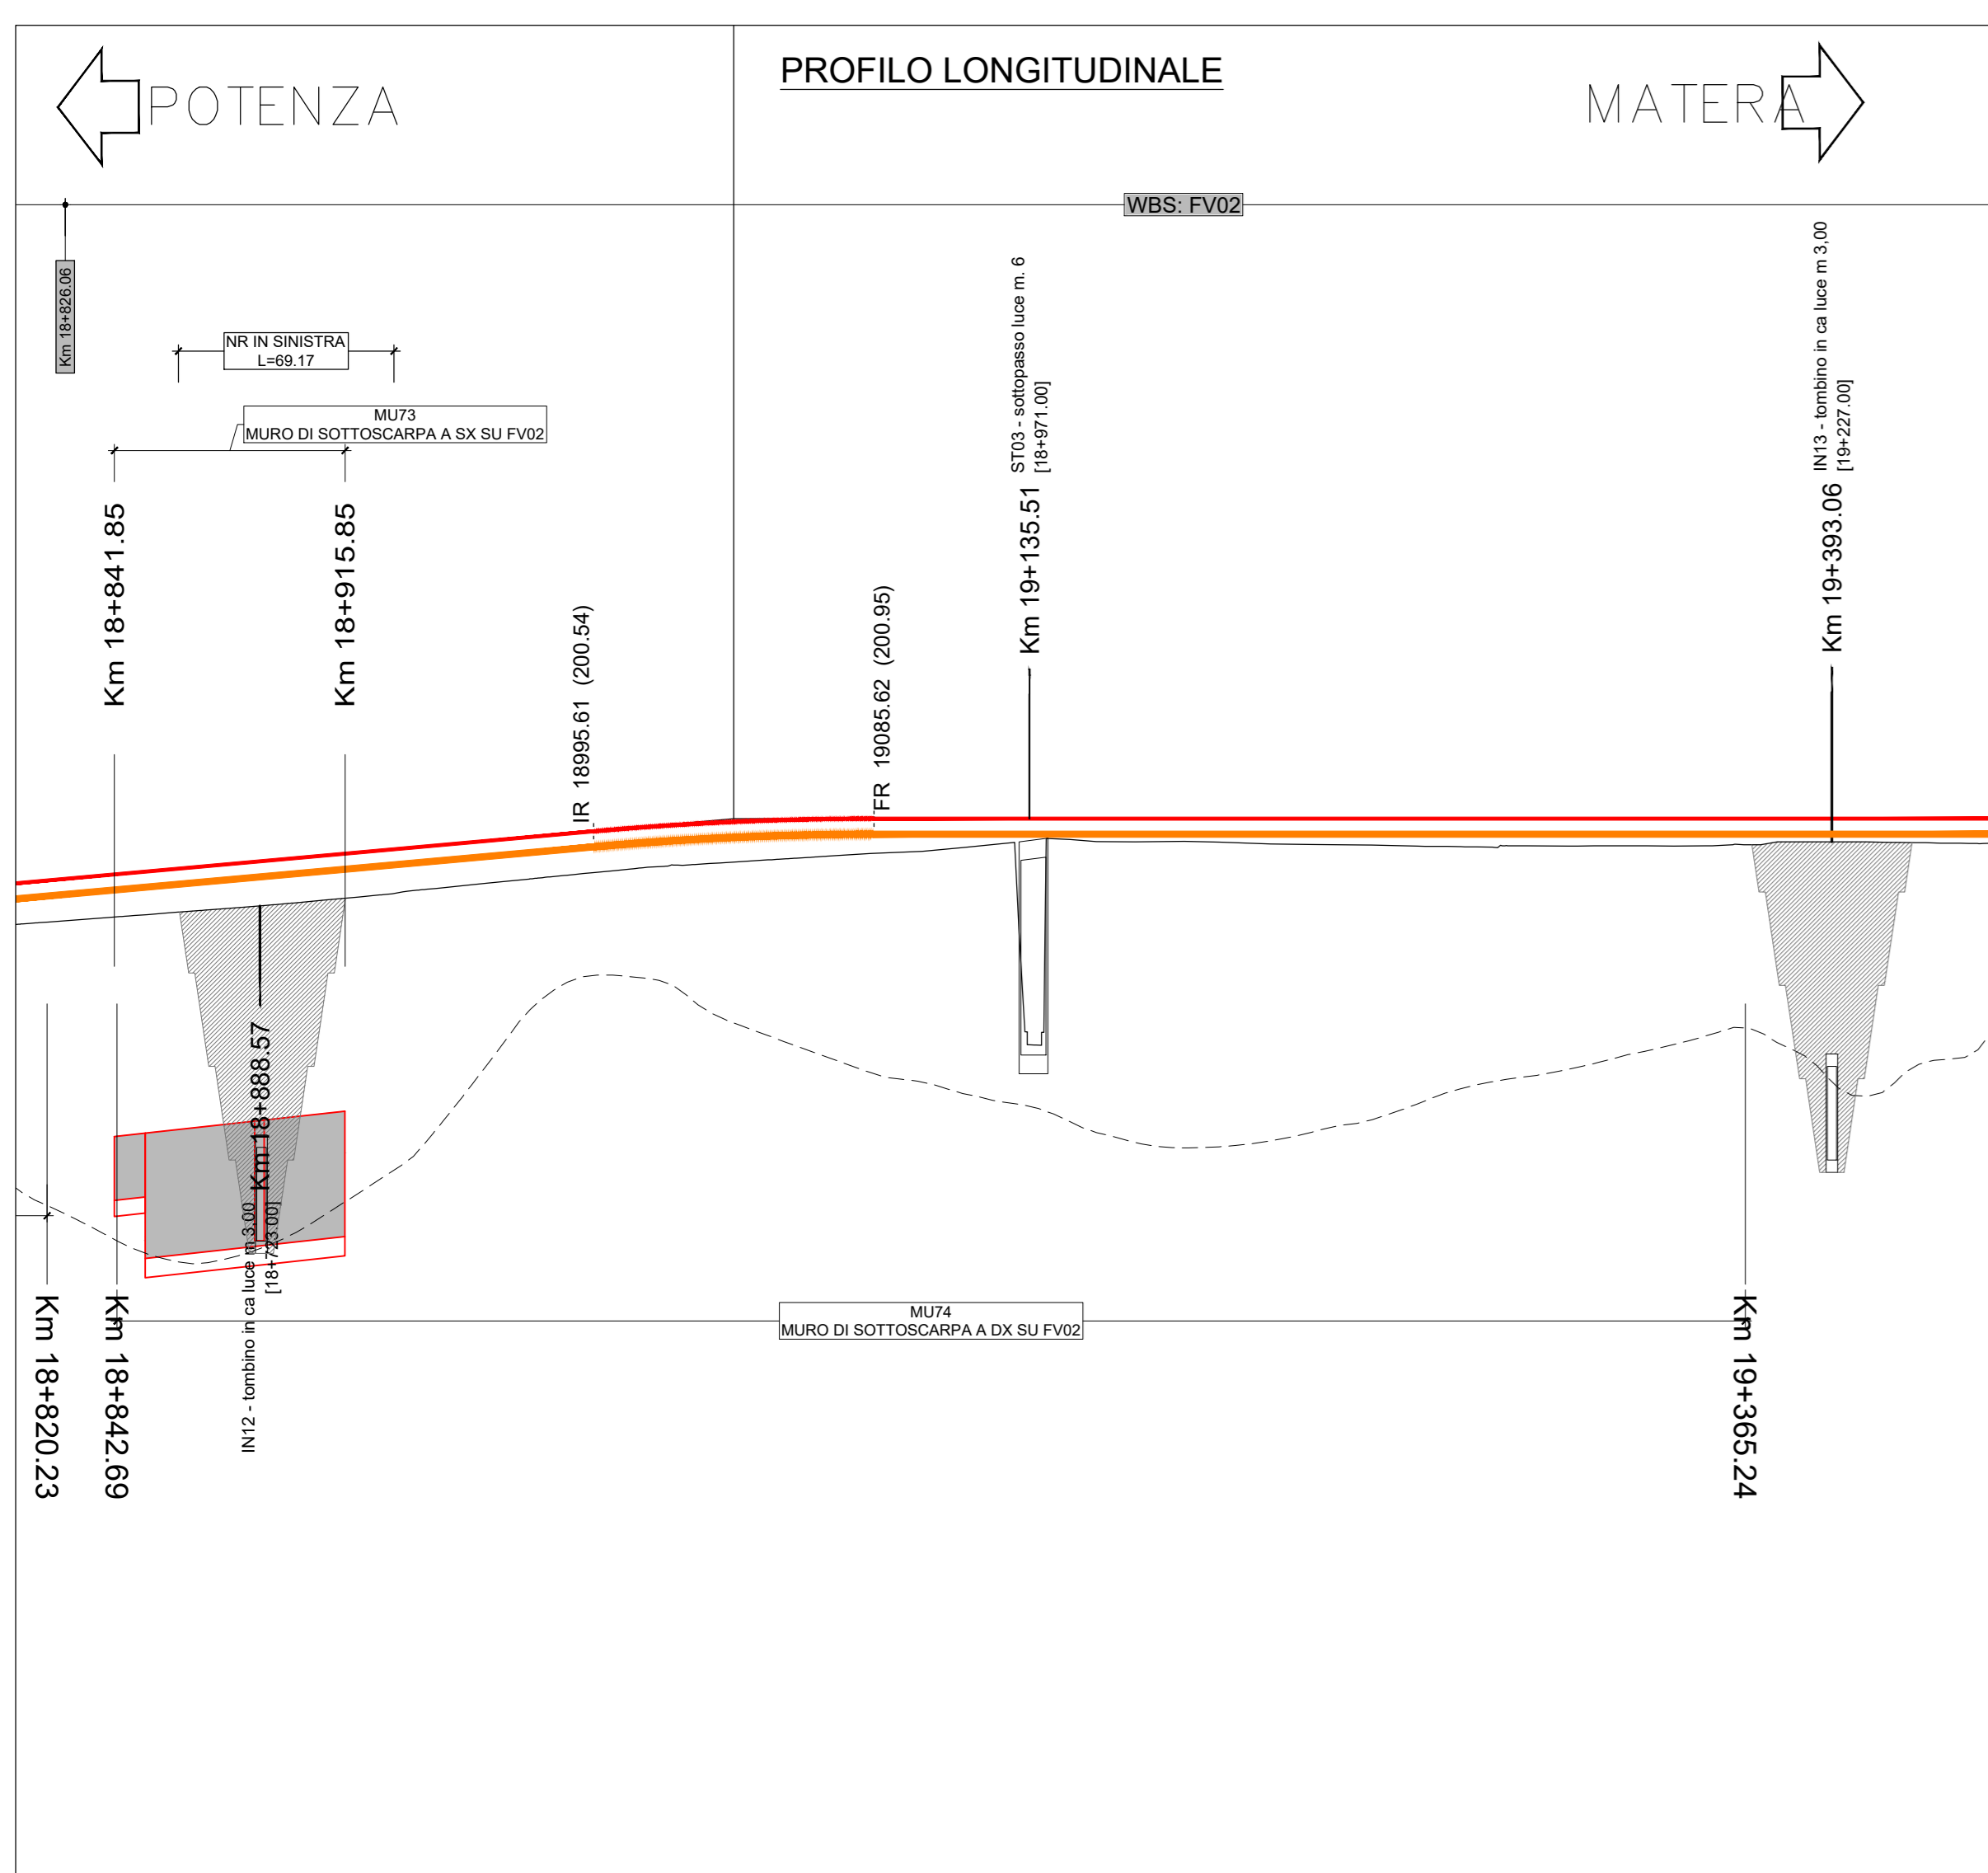 PROFILO LONGITUDINALE
POTENZA
MATERA
WBS: FV02
Km 18+826.06
NR IN SINISTRA
L=69.17
MU73
MURO DI SOTTOSCARPA A SX SU FV02
Km 18+841.85
Km 18+915.85
IR 18995.61 (200.54)
FR 19085.62 (200.95)
ST03 - sottopasso luce m. 6
[18+971.00]
Km 19+135.51
IN13 - tombino in ca luce m 3,00
[19+227.00]
Km 19+393.06
Km 18+888.57
IN12 - tombino in ca luce m.3,00
[18+723.00]
MU74
MURO DI SOTTOSCARPA A DX SU FV02
Km 18+820.23
Km 18+842.69
Km 19+365.24